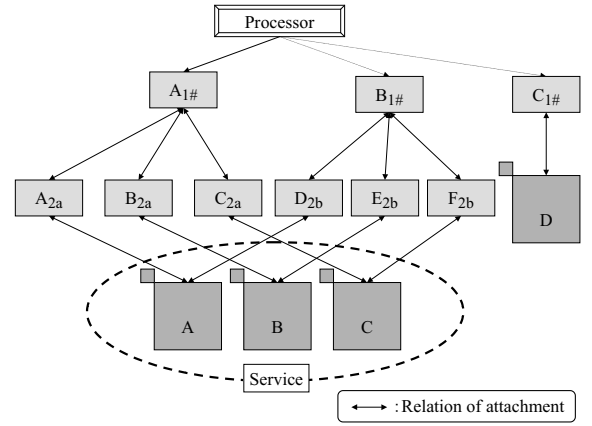 Processor
A1#
B1#
C1#
A2a
B2a
C2a
D2b
E2b
F2b
D
A
B
C
Service
: Relation of attachment